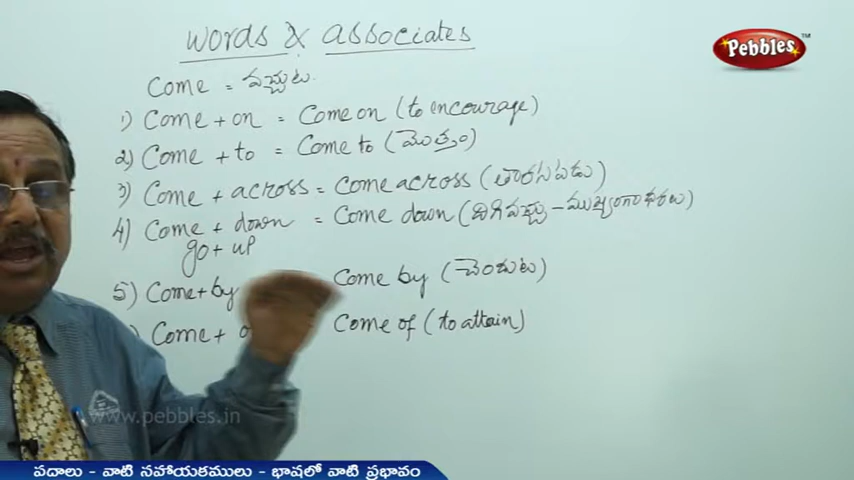 Words & associates
Pebbles™
Come = వచ్చుట.
1) Come + on = Come on (to encourage)
2) Come + to = Come to (మొత్తం)
3) Come + across = Come across (తారసపడు)
4) Come + down = Come down (దిగివచ్చు - ముఖ్యంగా ధరలు)
go + up
5) Come + by Come by (చెందుట)
) Come + o Come of (to attain)
www.pebbles.in
పదాలు - వాటి సహాయకములు - భాషలో వాటి ప్రభావం